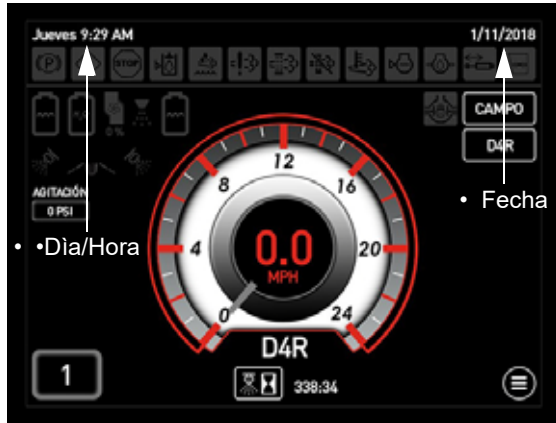 Jueves 9:29 AM 1/11/2018
P STOP
CAMPO
0%
D4R
AGITACIÓN
0 PSI
• Fecha
• •Dìa/Hora
12
8 16
4 20
0.0
MPH
0 24
D4R
1
338:34